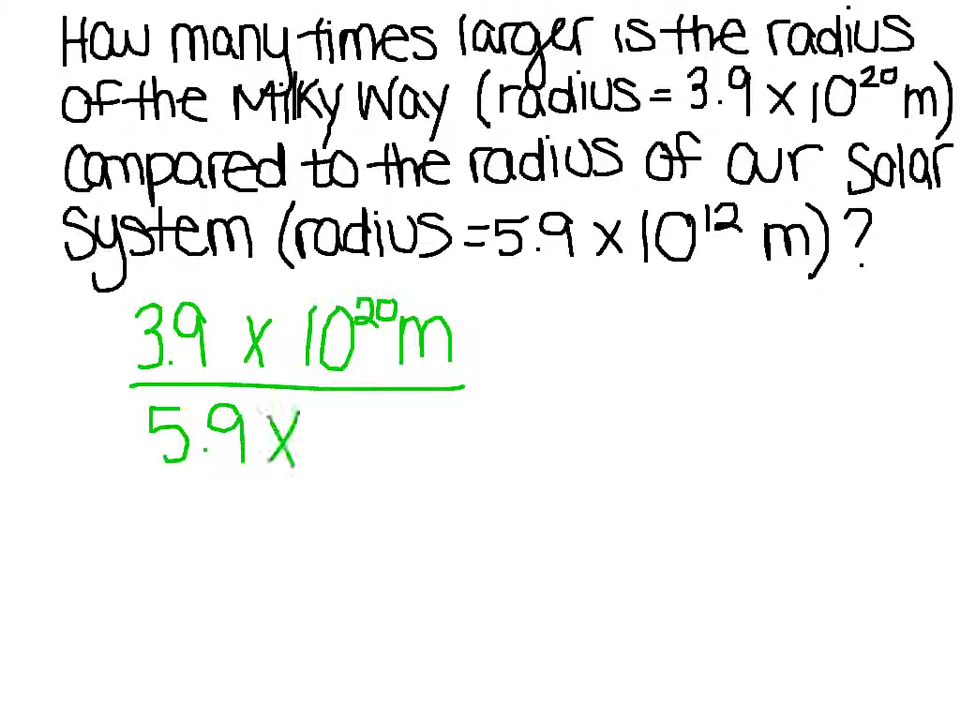 How many times larger is the radius
of the Milky Way (radius = 3.9 x 10²⁰ m)
compared to the radius of our Solar
System (radius = 5.9 x 10¹² m)?
3.9 x 10²⁰ m
5.9 x